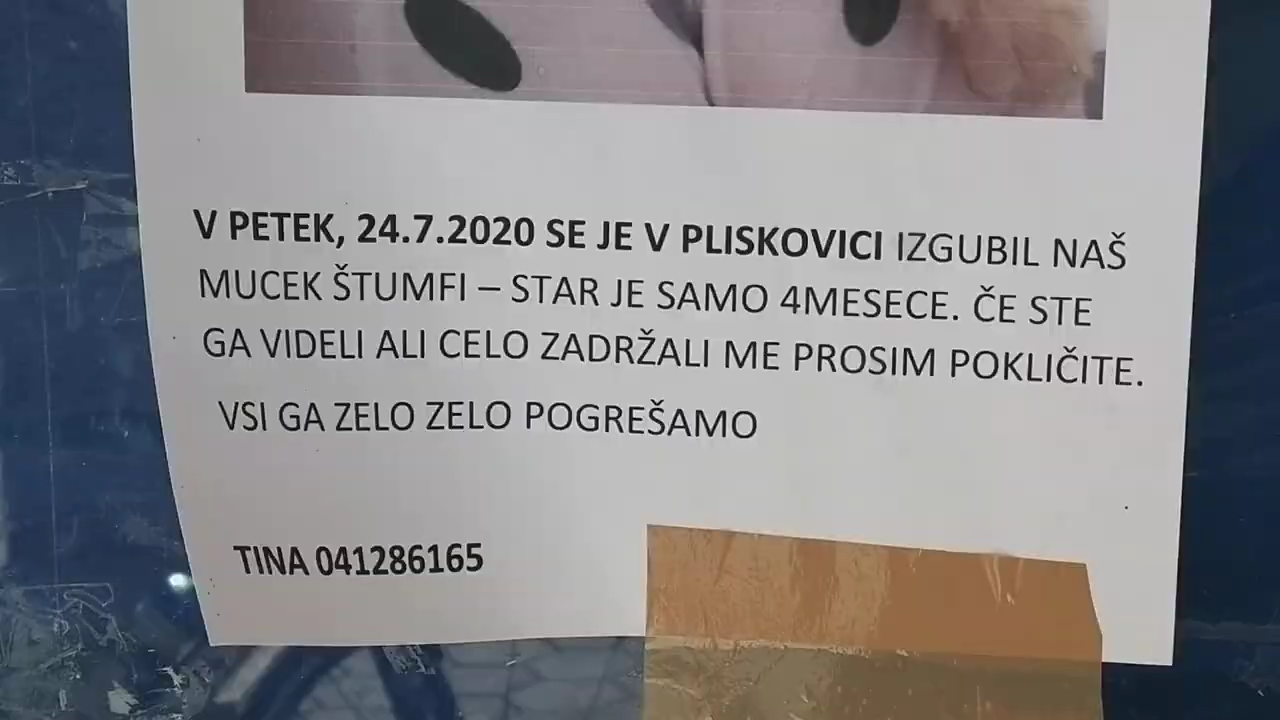 V PETEK, 24.7.2020 SE JE V PLISKOVICI IZGUBIL NAŠ
MUCEK ŠTUMFI – STAR JE SAMO 4MESECE. ČE STE
GA VIDELI ALI CELO ZADRŽALI ME PROSIM POKLIČITE.
VSI GA ZELO ZELO POGREŠAMO
TINA 041286165